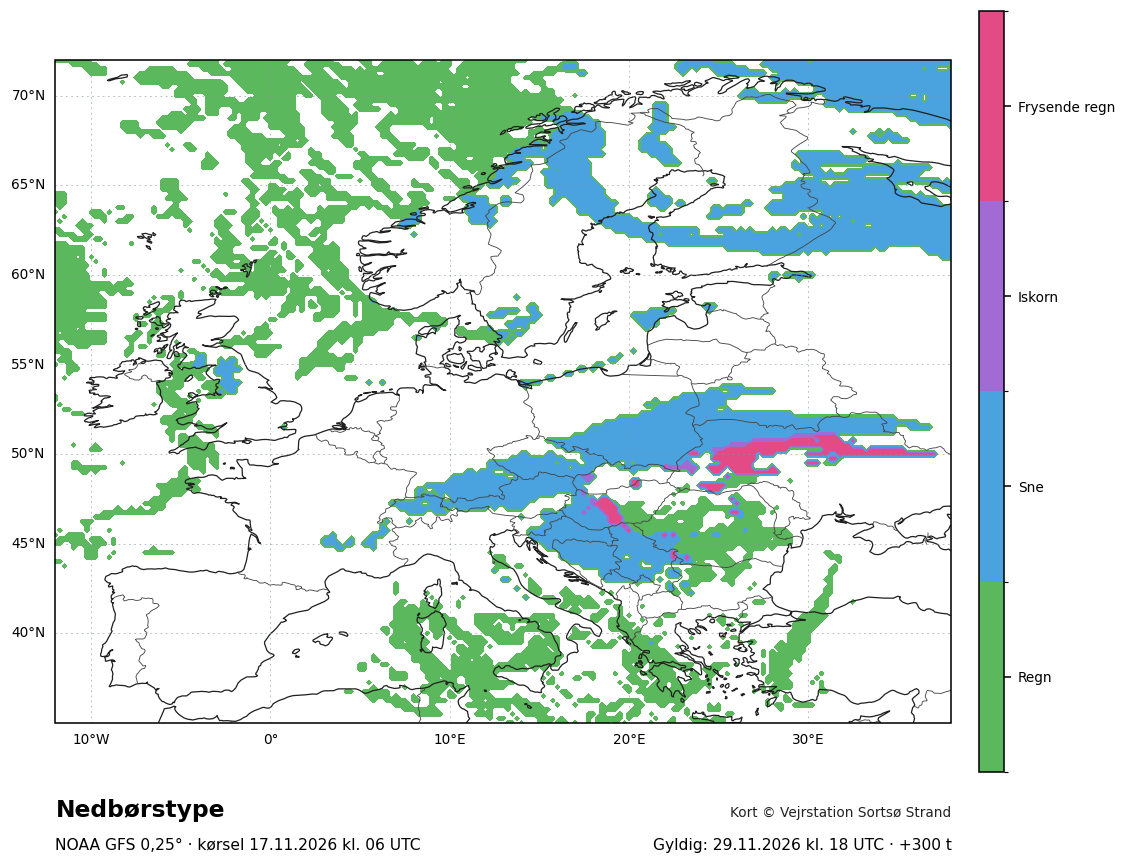 70°N
65°N
60°N
55°N
50°N
45°N
40°N
10°W
0°
10°E
20°E
30°E
Frysende regn
Iskorn
Sne
Regn
Nedbørstype
Kort © Vejrstation Sortsø Strand
NOAA GFS 0,25° · kørsel 17.11.2026 kl. 06 UTC
Gyldig: 29.11.2026 kl. 18 UTC · +300 t